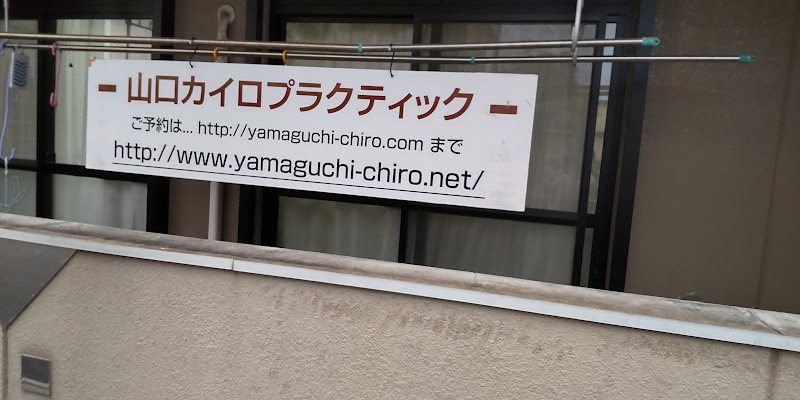 - 山口カイロプラクティック -
ご予約は... http://yamaguchi-chiro.com まで
http://www.yamaguchi-chiro.net/